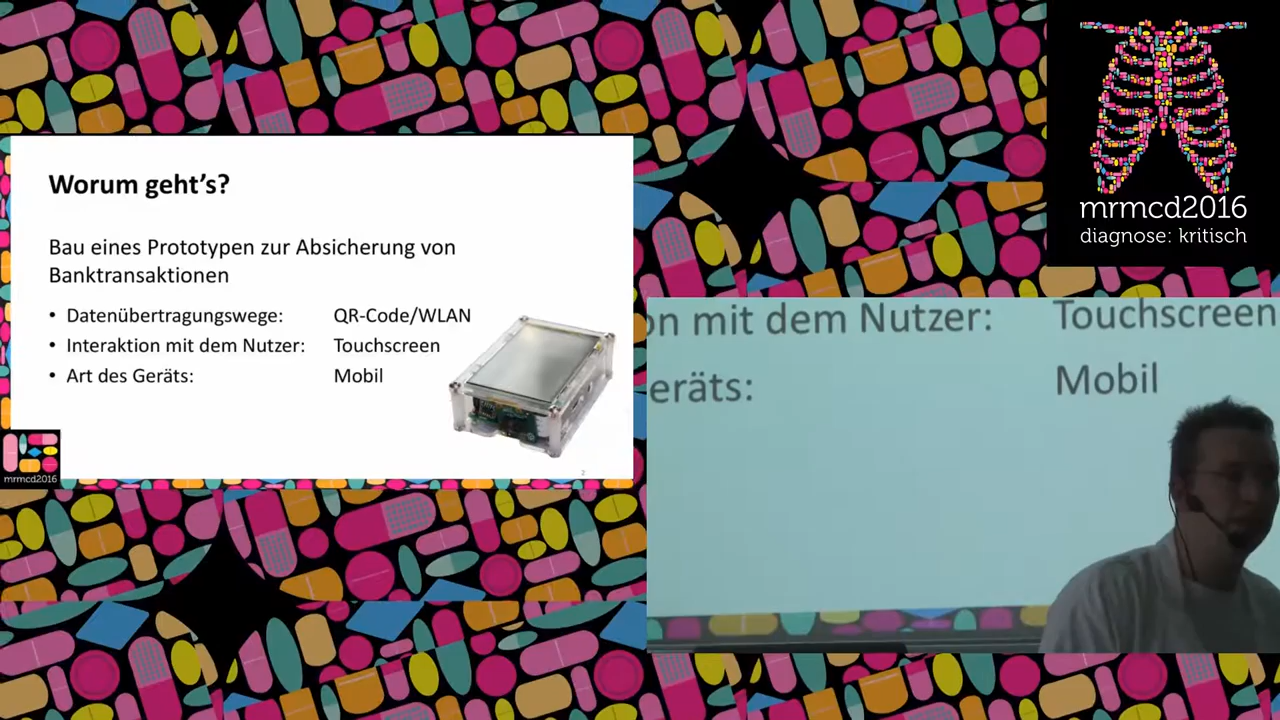 mrmcd2016
diagnose: kritisch
Worum geht's?
Bau eines Prototypen zur Absicherung von
Banktransaktionen
• Datenübertragungswege: QR-Code/WLAN
• Interaktion mit dem Nutzer: Touchscreen
• Art des Geräts: Mobil
2
mrmcd2016
on mit dem Nutzer: Touchscreen
eräts: Mobil